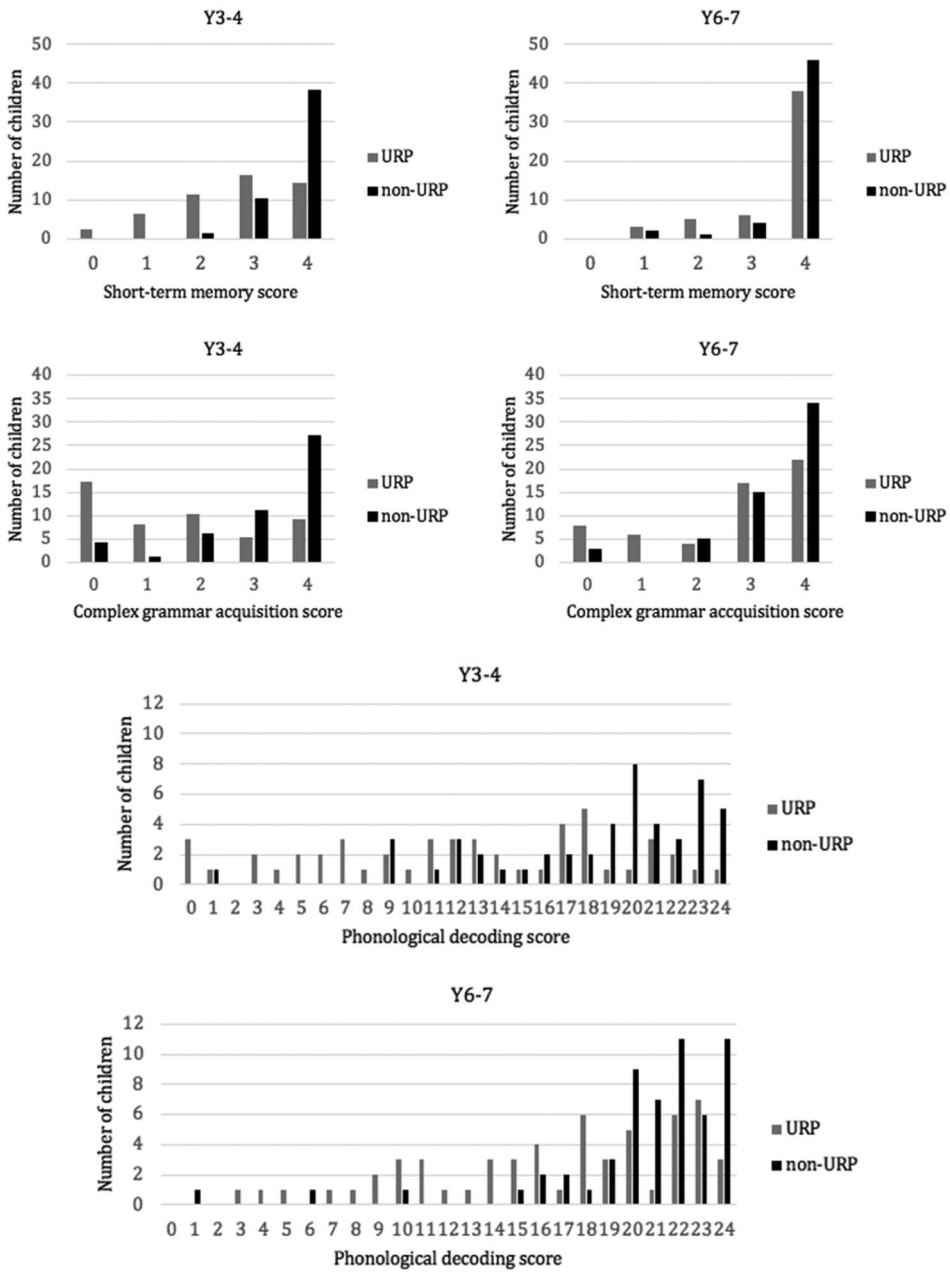 Y3-4
Number of children
50
40
30
20
10
0
0 1 2 3 4
Short-term memory score
URP
non-URP
Y6-7
Number of children
50
40
30
20
10
0
0 1 2 3 4
Short-term memory score
URP
non-URP
Y3-4
Number of children
40
35
30
25
20
15
10
5
0
0 1 2 3 4
Complex grammar acquisition score
URP
non-URP
Y6-7
Number of children
40
35
30
25
20
15
10
5
0
0 1 2 3 4
Complex grammar accquisition score
URP
non-URP
Y3-4
Number of children
12
10
8
6
4
2
0
0 1 2 3 4 5 6 7 8 9 10 11 12 13 14 15 16 17 18 19 20 21 22 23 24
Phonological decoding score
URP
non-URP
Y6-7
Number of children
12
10
8
6
4
2
0
0 1 2 3 4 5 6 7 8 9 10 11 12 13 14 15 16 17 18 19 20 21 22 23 24
Phonological decoding score
URP
non-URP